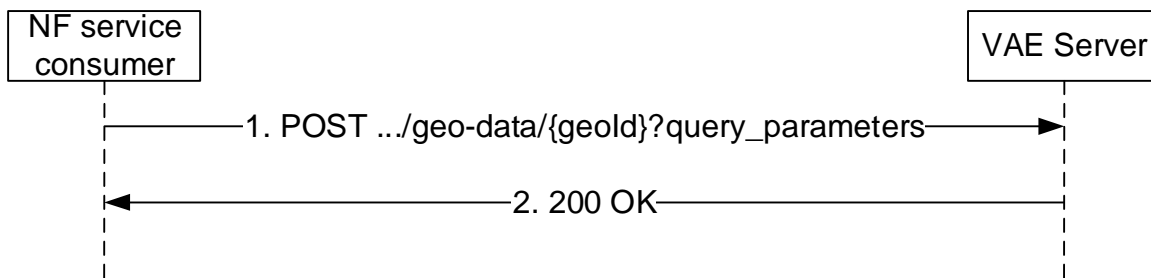 NF service
consumer
VAE Server
1. POST .../geo-data/{geoId}?query_parameters
2. 200 OK